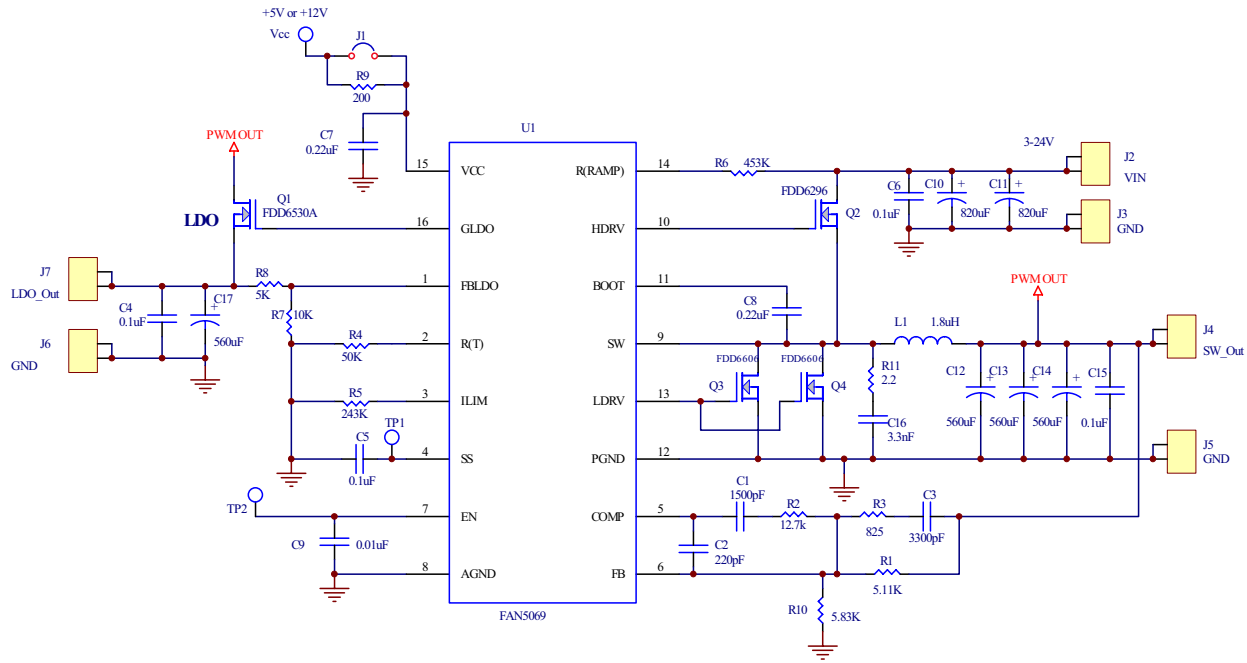 +5V or +12V
Vcc
J1
R9
200
C7
0.22uF
U1
PWM OUT
Q1
FDD6530A
LDO
15
VCC
16
GLDO
1
FBLDO
2
R(T)
3
ILIM
4
SS
7
EN
8
AGND
R(RAMP)
14
HDRV
10
BOOT
11
SW
9
LDRV
13
PGND
12
COMP
5
FB
6
FAN5069
J7
LDO_Out
J6
GND
C4
0.1uF
C17
+
560uF
R8
5K
R7
10K
R4
50K
R5
243K
C5
0.1uF
TP1
TP2
C9
0.01uF
R6
453K
FDD6296
Q2
C6
0.1uF
C10
+
820uF
C11
+
820uF
3-24V
J2
VIN
J3
GND
C8
0.22uF
PWM OUT
L1
1.8uH
J4
SW_Out
FDD6606
FDD6606
Q3
Q4
R11
2.2
C16
3.3nF
C12
+
560uF
C13
+
560uF
C14
+
560uF
C15
0.1uF
J5
GND
C1
1500pF
R2
12.7k
R3
825
C3
3300pF
C2
220pF
R1
5.11K
R10
5.83K